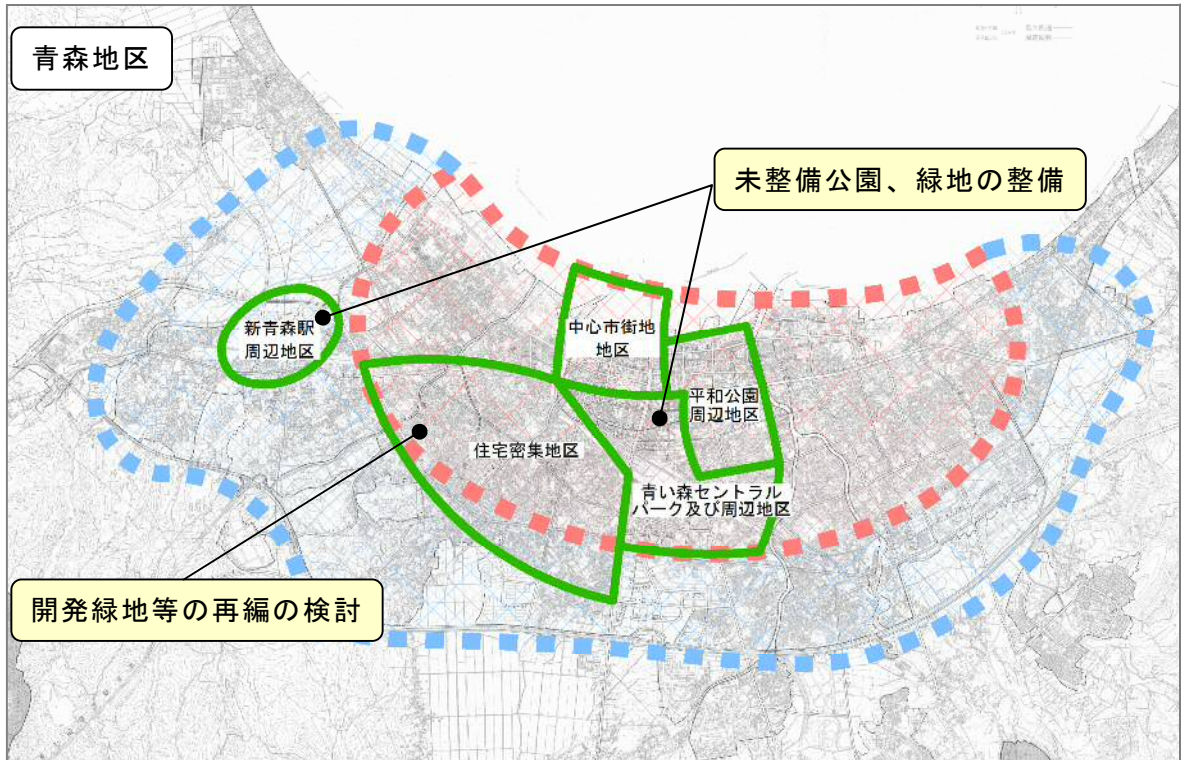 青森地区
未整備公園、緑地の整備
新青森駅
周辺地区
中心市街地
地区
平和公園
周辺地区
住宅密集地区
青い森セントラル
パーク及び周辺地区
開発緑地等の再編の検討